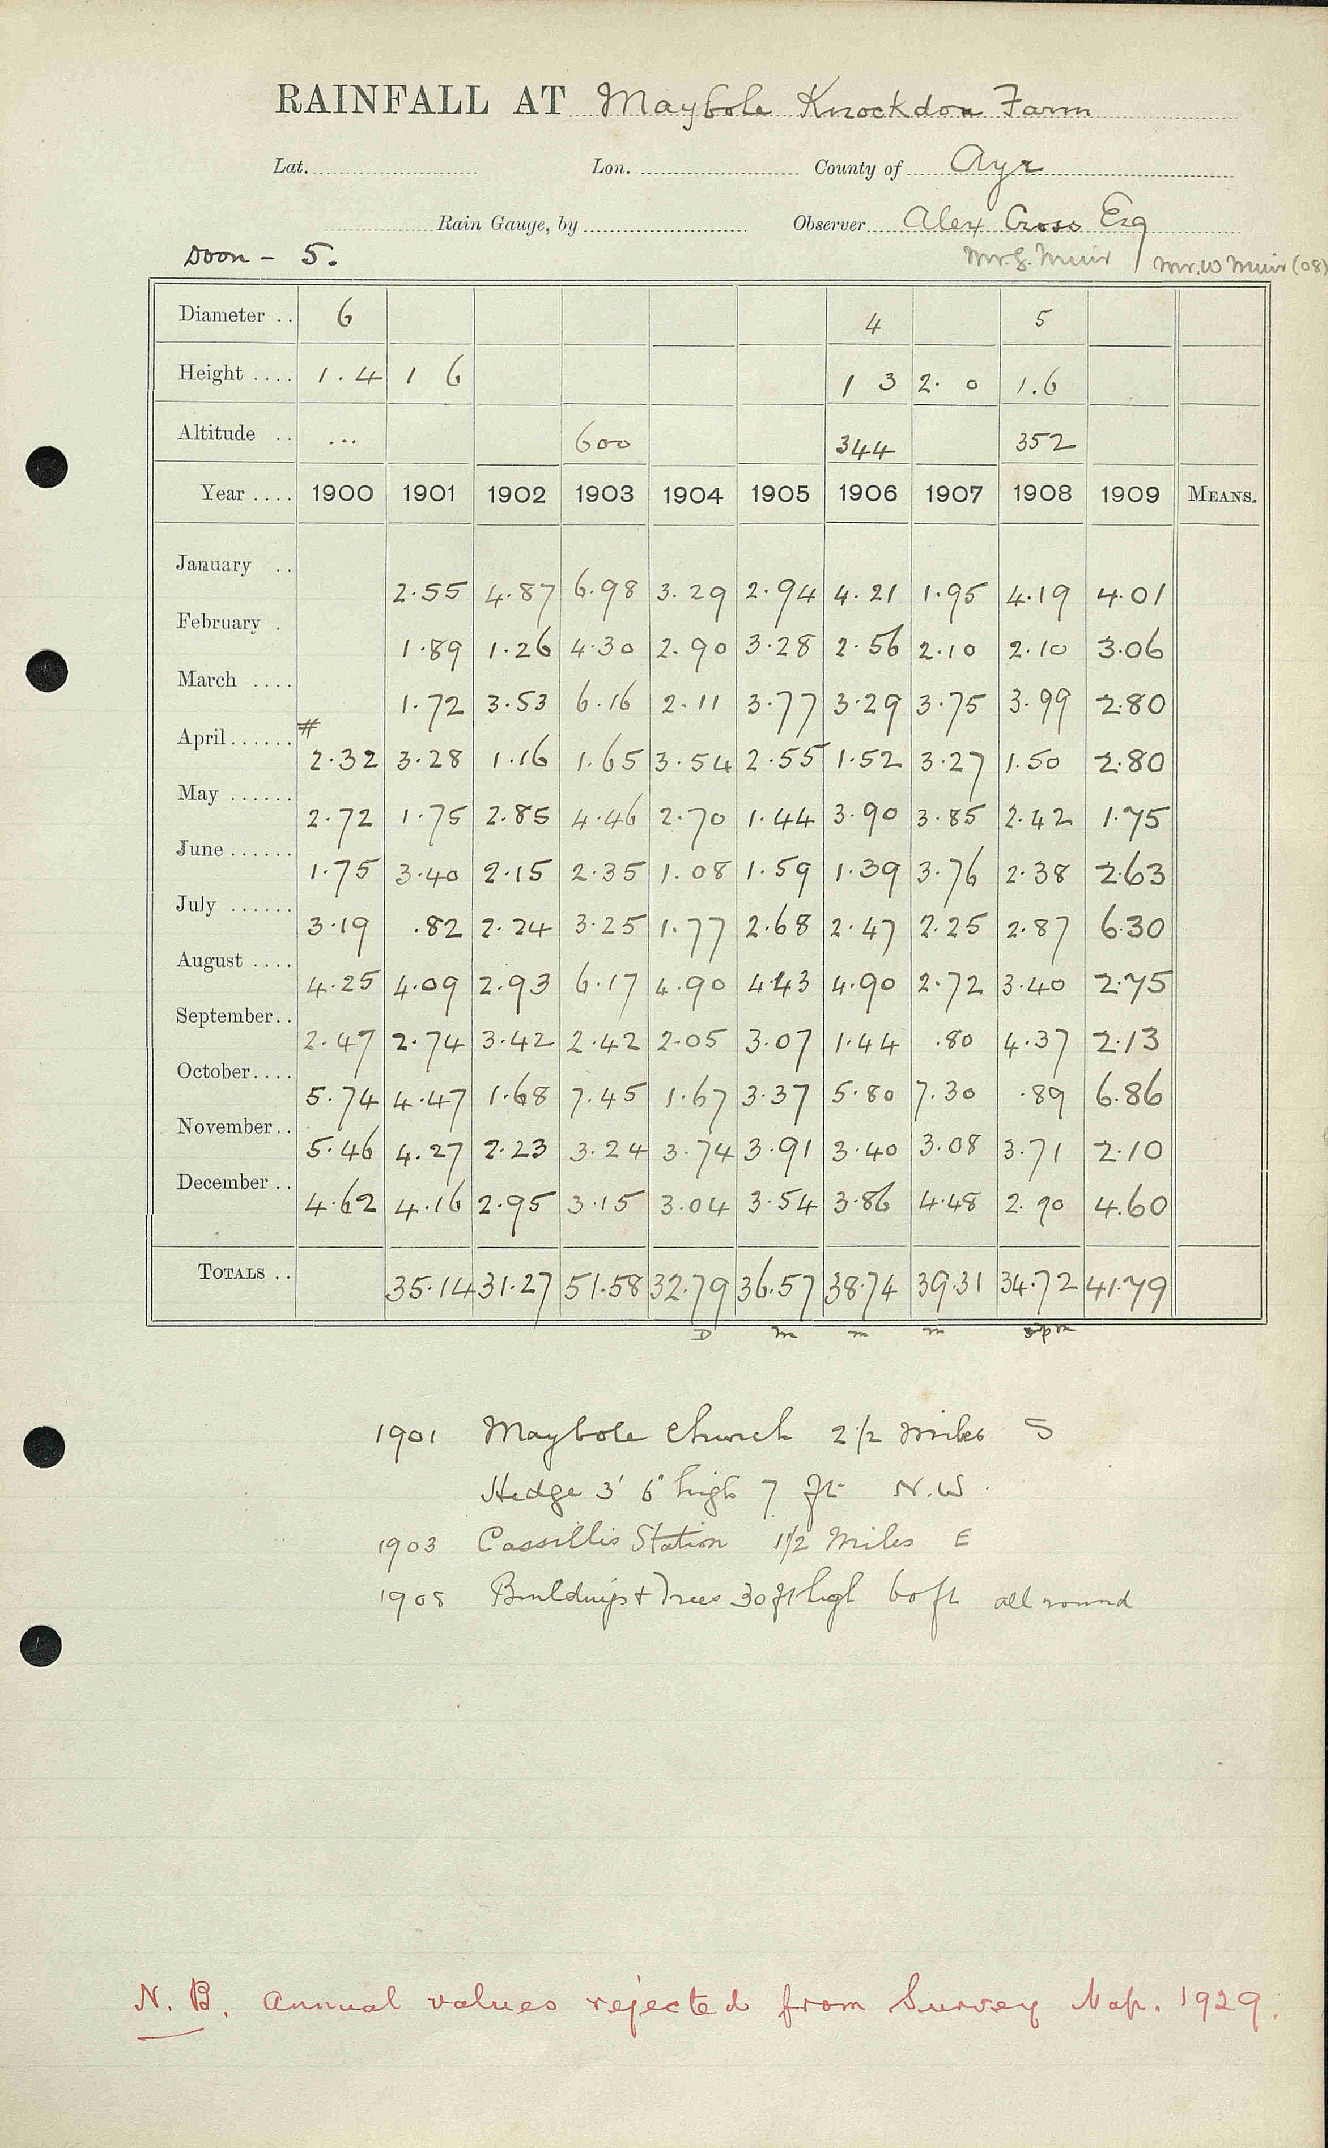 RAINFALL AT Maybole Knockdon Farm
Lat. Lon. County of Ayr
Rain Gauge, by Observer Alex Cross Esq
Doon - 5. Mr. W Muir (08)
Diameter .. 6 4 5
Height .... 1.4 1 6 1 3 2. 0 1.6
Altitude .. ... 600 344 352
Year .... 1900 1901 1902 1903 1904 1905 1906 1907 1908 1909 MEANS.
January .. 2.55 4.87 6.98 3.29 2.94 4.21 1.95 4.19 4.01
February . 1.89 1.26 4.30 2.90 3.28 2.56 2.10 2.10 3.06
March .... 1.72 3.53 6.16 2.11 3.77 3.29 3.75 3.99 2.80
April...... # 2.32 3.28 1.16 1.65 3.54 2.55 1.52 3.27 1.50 2.80
May ...... 2.72 1.75 2.85 4.46 2.70 1.44 3.90 3.85 2.42 1.75
June ...... 1.75 3.40 2.15 2.35 1.08 1.59 1.39 3.76 2.38 2.63
July ...... 3.19 .82 2.24 3.25 1.77 2.68 2.47 2.25 2.87 6.30
August .... 4.25 4.09 2.93 6.17 4.90 4.43 4.90 2.72 3.40 2.75
September.. 2.47 2.74 3.42 2.42 2.05 3.07 1.44 .80 4.37 2.13
October.... 5.74 4.47 1.68 7.45 1.67 3.37 5.80 7.30 .89 6.86
November.. 5.46 4.27 2.23 3.24 3.74 3.91 3.40 3.08 3.71 2.10
December .. 4.62 4.16 2.95 3.15 3.04 3.54 3.86 4.48 2.90 4.60
TOTALS .. 35.14 31.27 51.58 32.79 36.57 38.74 39.31 34.72 41.79
D m m m
1901 Maybole Church 2 1/2 miles S
Hedge 3' 6" high 7 ft N.W.
1903 Cassillis Station 1 1/2 miles E
1908 Buildings & Trees 30 ft high 60 ft all round
N. B. Annual values rejected from Survey Map. 1929.